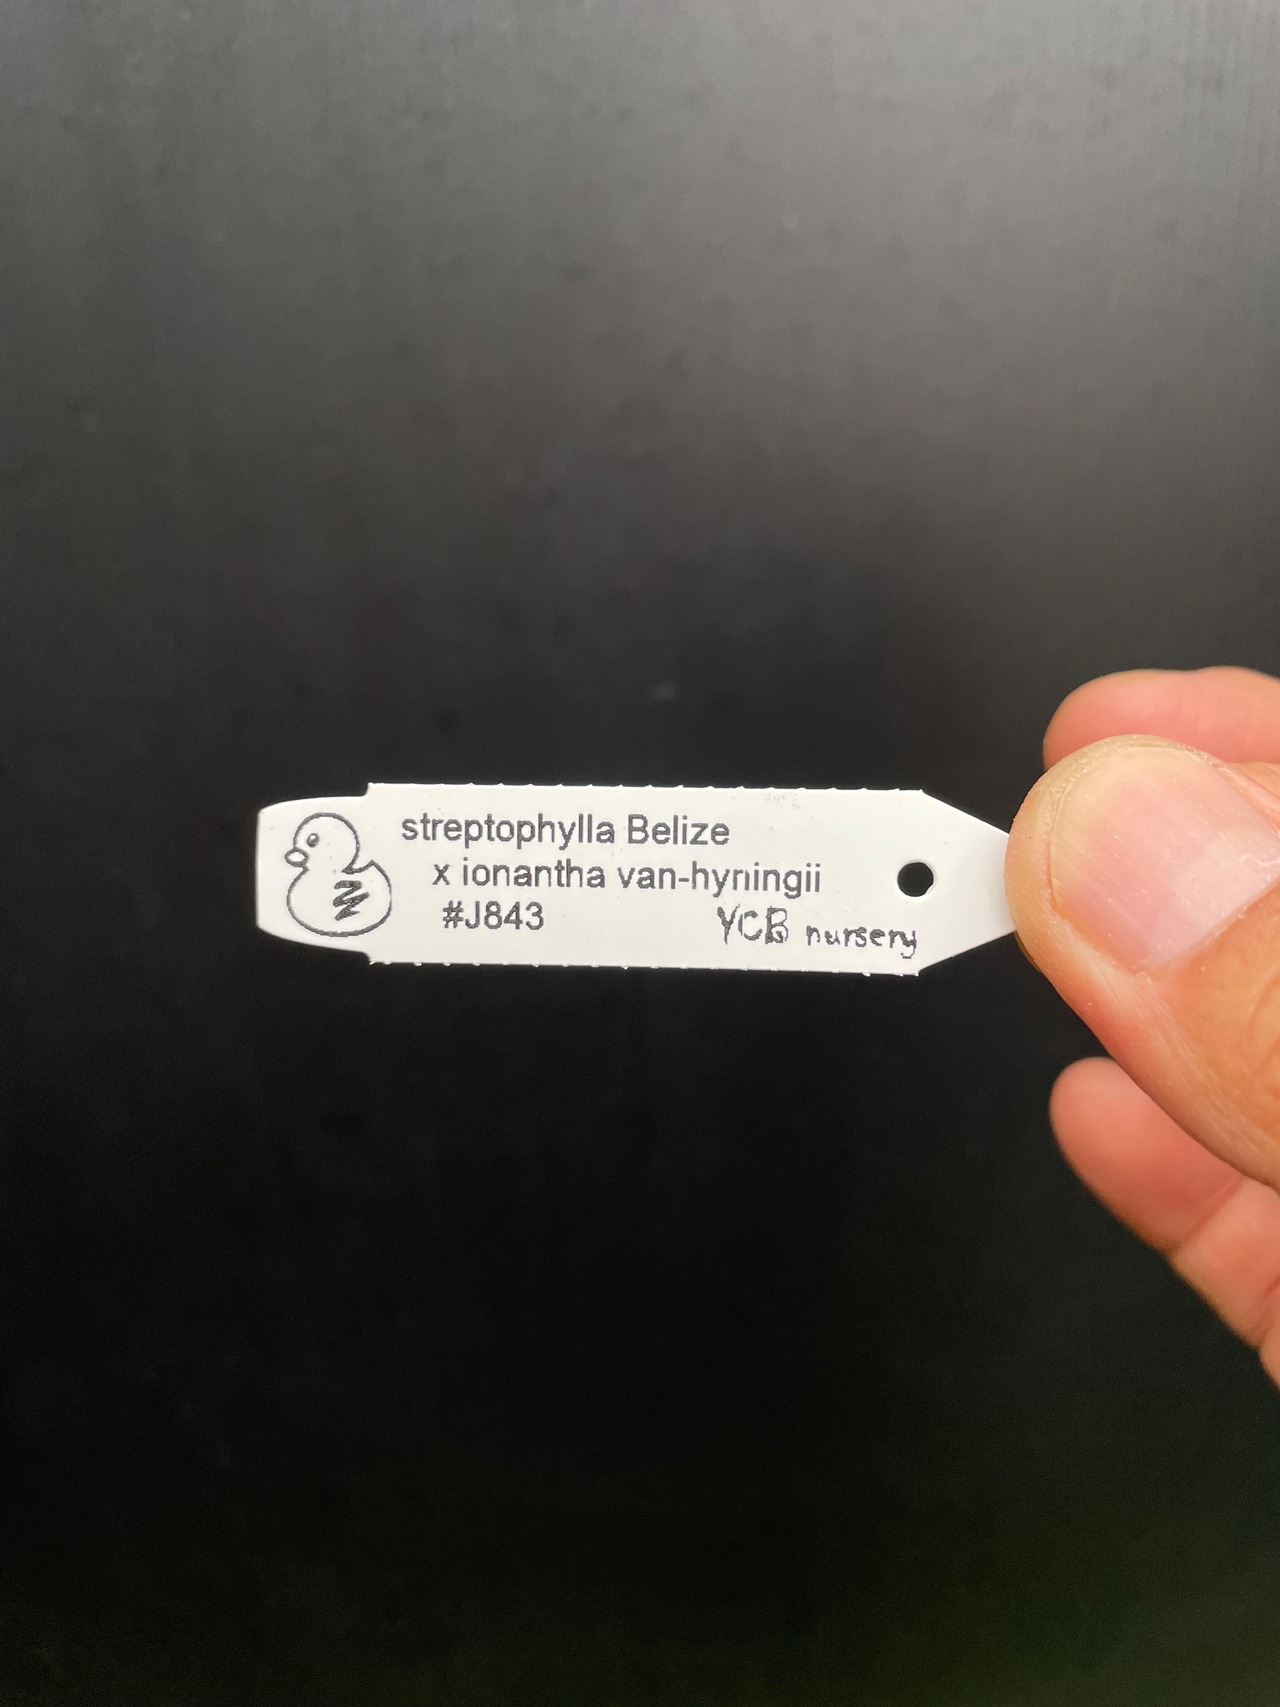 streptophylla Belize
x ionantha van-hyningii
#J843
YCB nursery